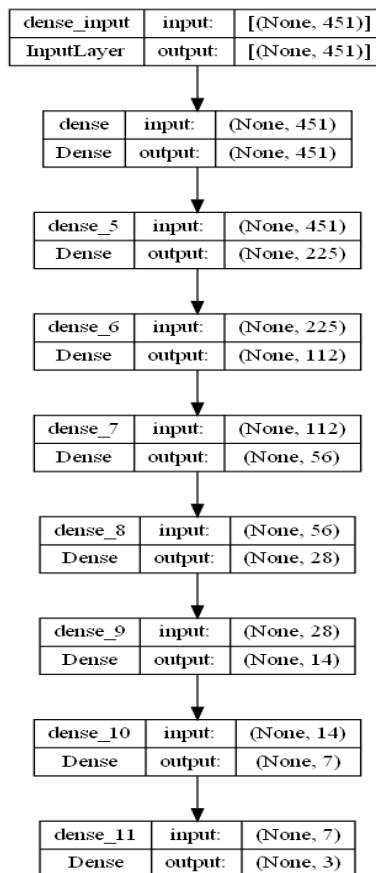 dense_input input: [(None, 451)]
InputLayer output: [(None, 451)]
dense input: (None, 451)
Dense output: (None, 451)
dense_5 input: (None, 451)
Dense output: (None, 225)
dense_6 input: (None, 225)
Dense output: (None, 112)
dense_7 input: (None, 112)
Dense output: (None, 56)
dense_8 input: (None, 56)
Dense output: (None, 28)
dense_9 input: (None, 28)
Dense output: (None, 14)
dense_10 input: (None, 14)
Dense output: (None, 7)
dense_11 input: (None, 7)
Dense output: (None, 3)